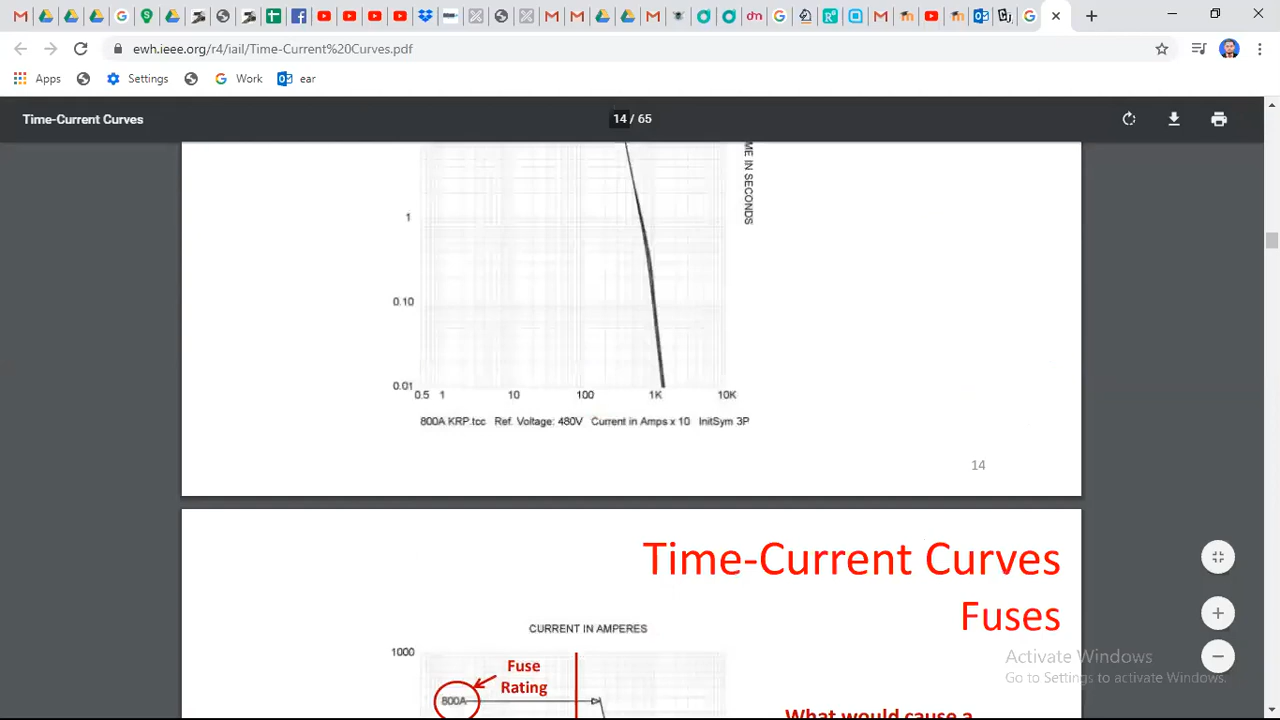 ewh.ieee.org/r4/iail/Time-Current%20Curves.pdf
Apps Settings Work ear
Time-Current Curves 14 / 65
ME IN SECONDS
1
0.10
0.01
0.5 1 10 100 1K 10K
800A KRP.tcc Ref. Voltage: 480V Current in Amps x 10 InitSym 3P
14
Time-Current Curves
Fuses
CURRENT IN AMPERES
1000
Fuse
Rating
800A
What would cause a
Activate Windows
Go to Settings to activate Windows.